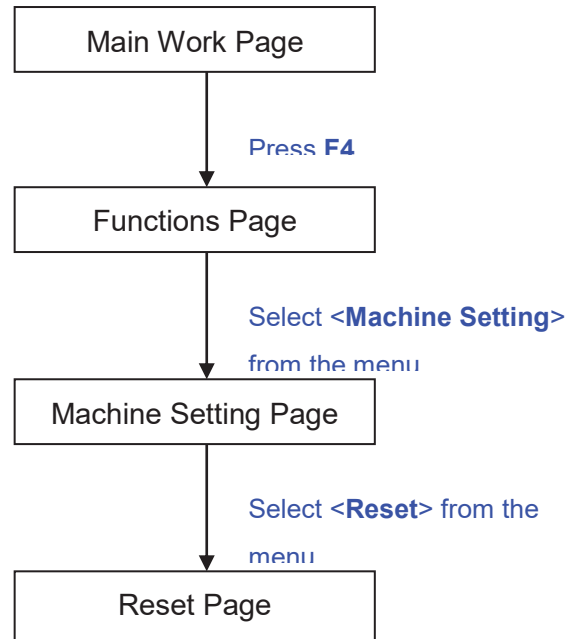 Main Work Page
Press F4
Functions Page
Select <Machine Setting>
from the menu
Machine Setting Page
Select <Reset> from the
menu
Reset Page